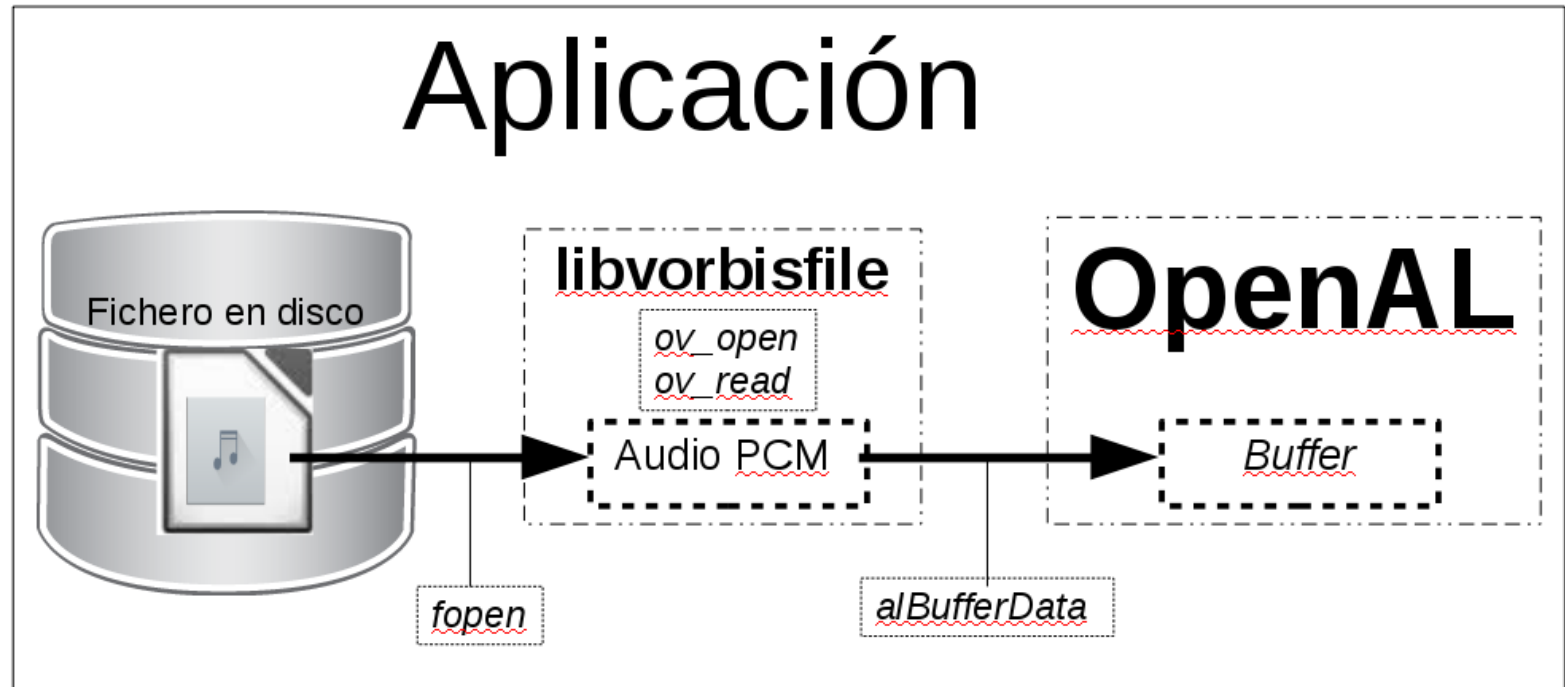 Aplicación
Fichero en disco
libvorbisfile
ov_open
ov_read
Audio PCM
OpenAL
Buffer
fopen
alBufferData